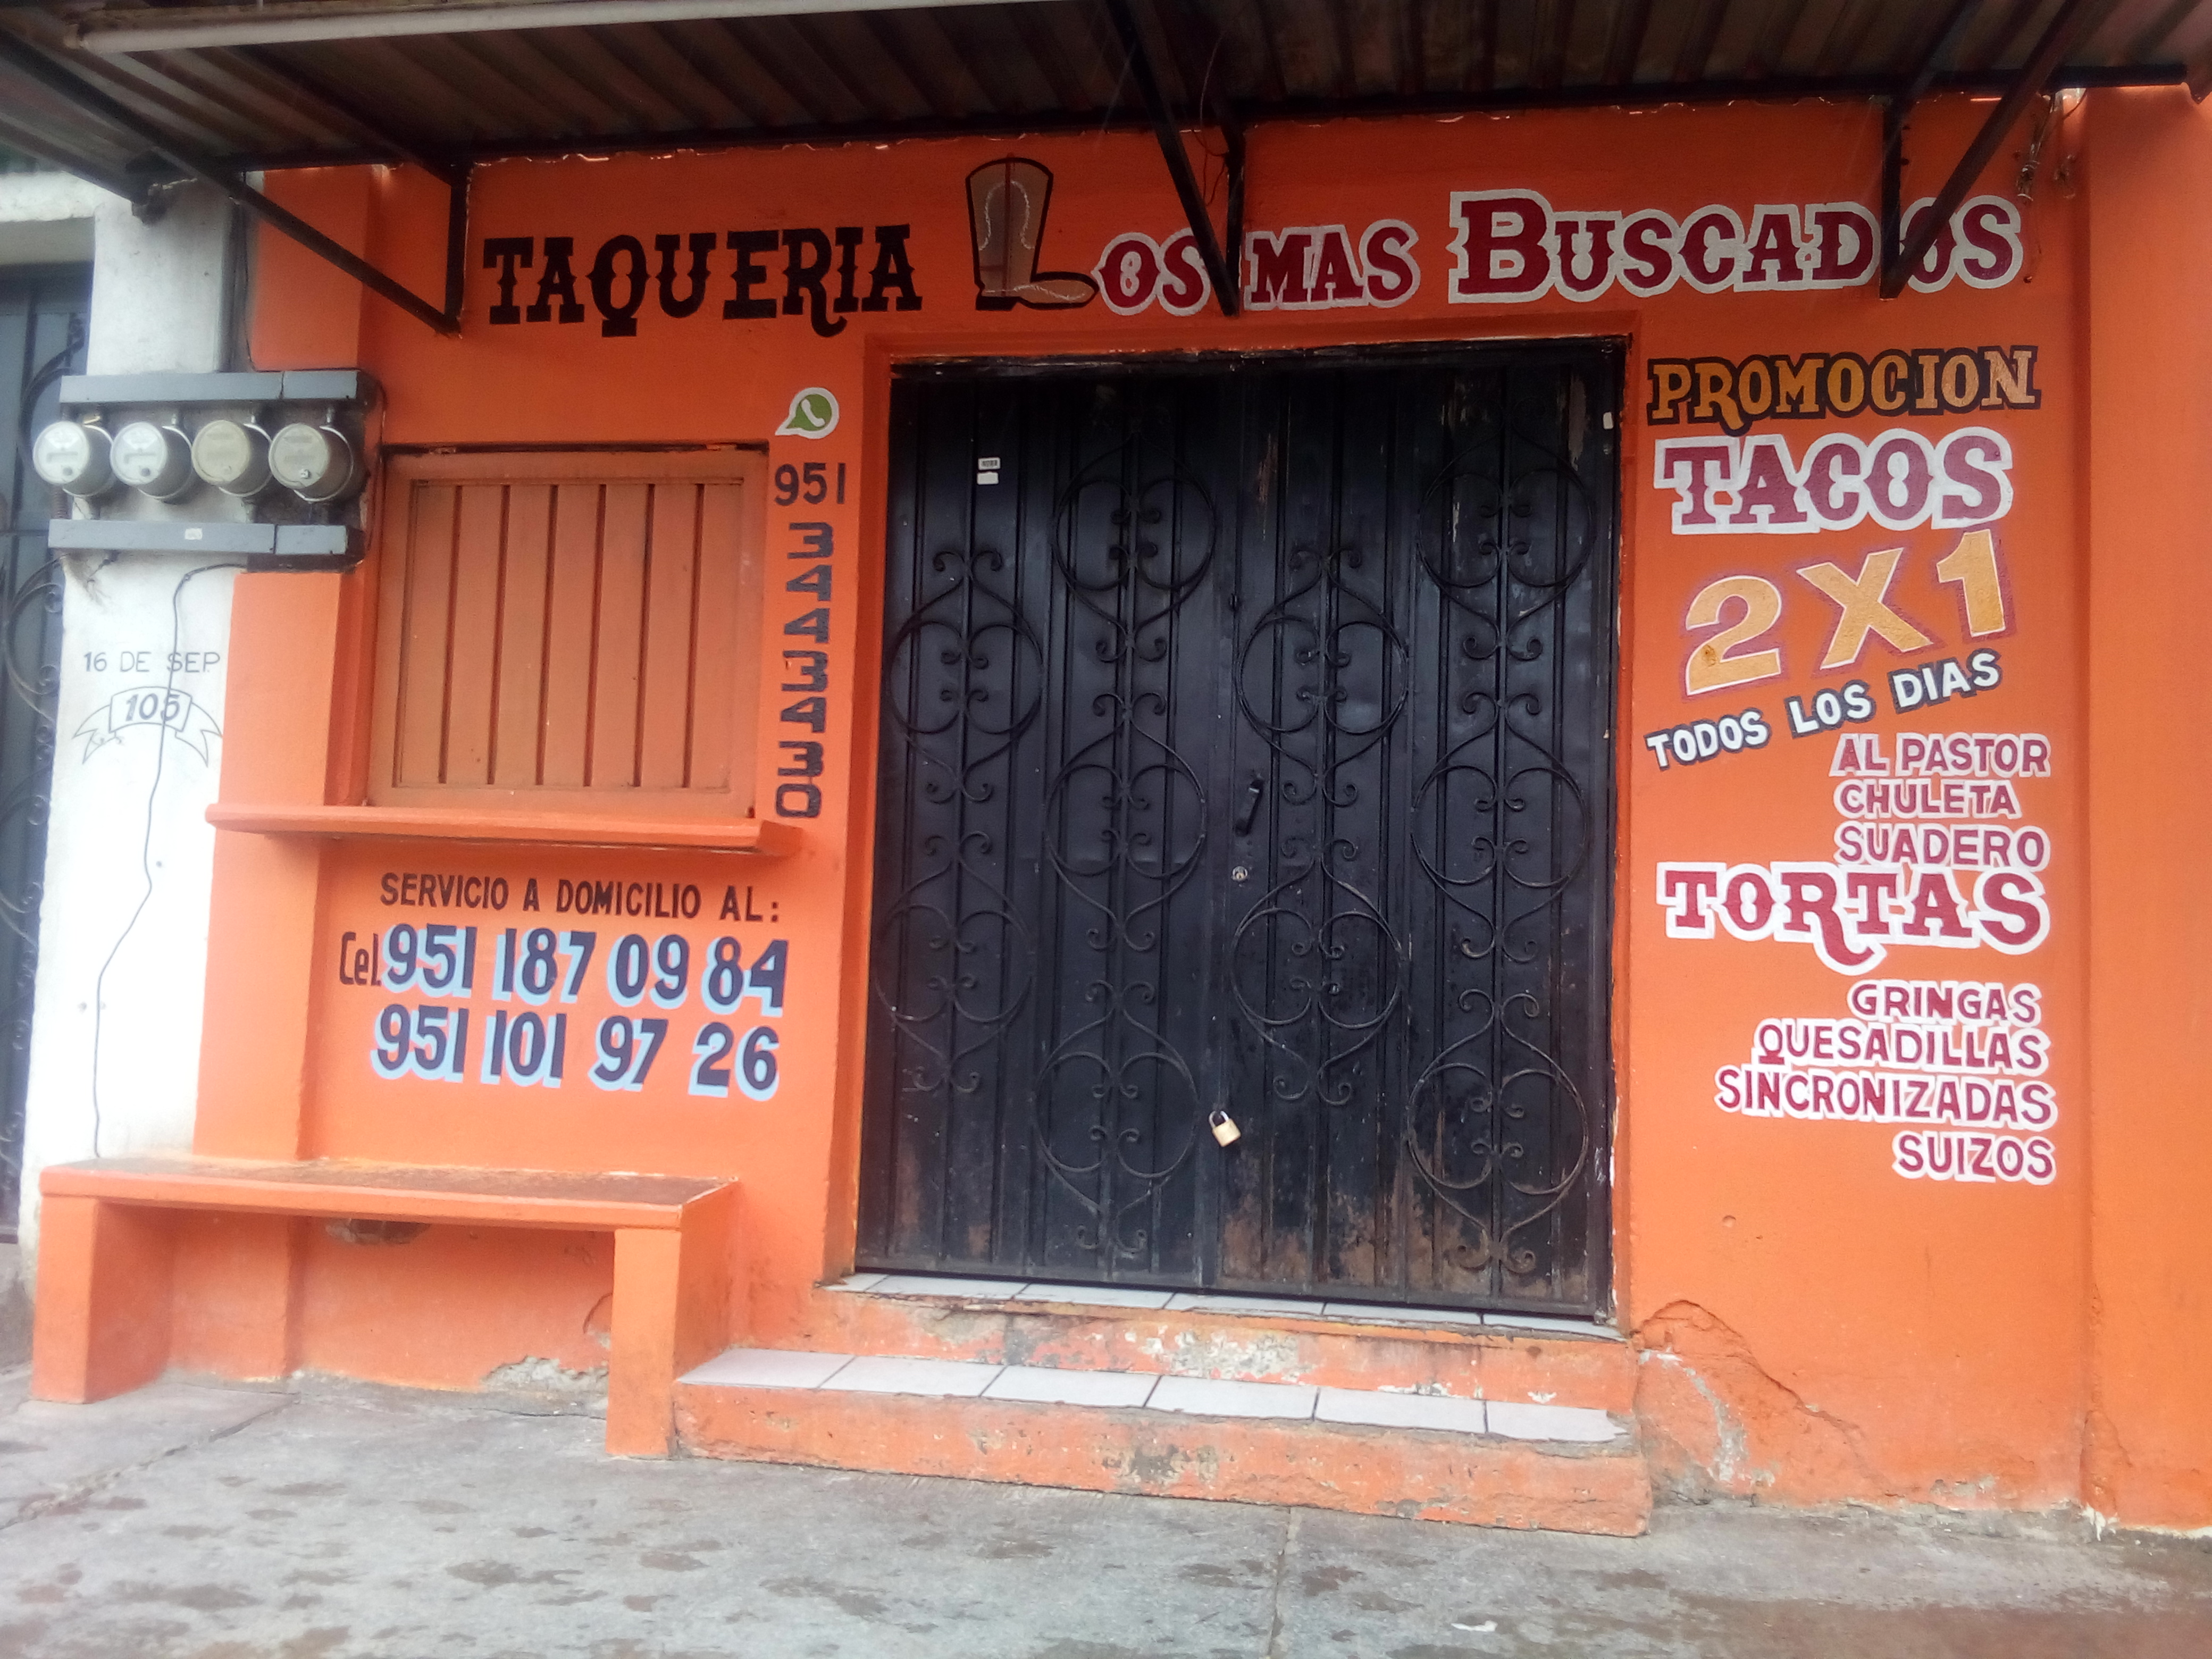 TAQUERIA LOS MAS BUSCADOS
951
3443430
SERVICIO A DOMICILIO AL:
Cel. 951 187 09 84
951 101 97 26
16 DE SEP.
105
PROMOCION
TACOS
2X1
TODOS LOS DIAS
AL PASTOR
CHULETA
SUADERO
TORTAS
GRINGAS
QUESADILLAS
SINCRONIZADAS
SUIZOS